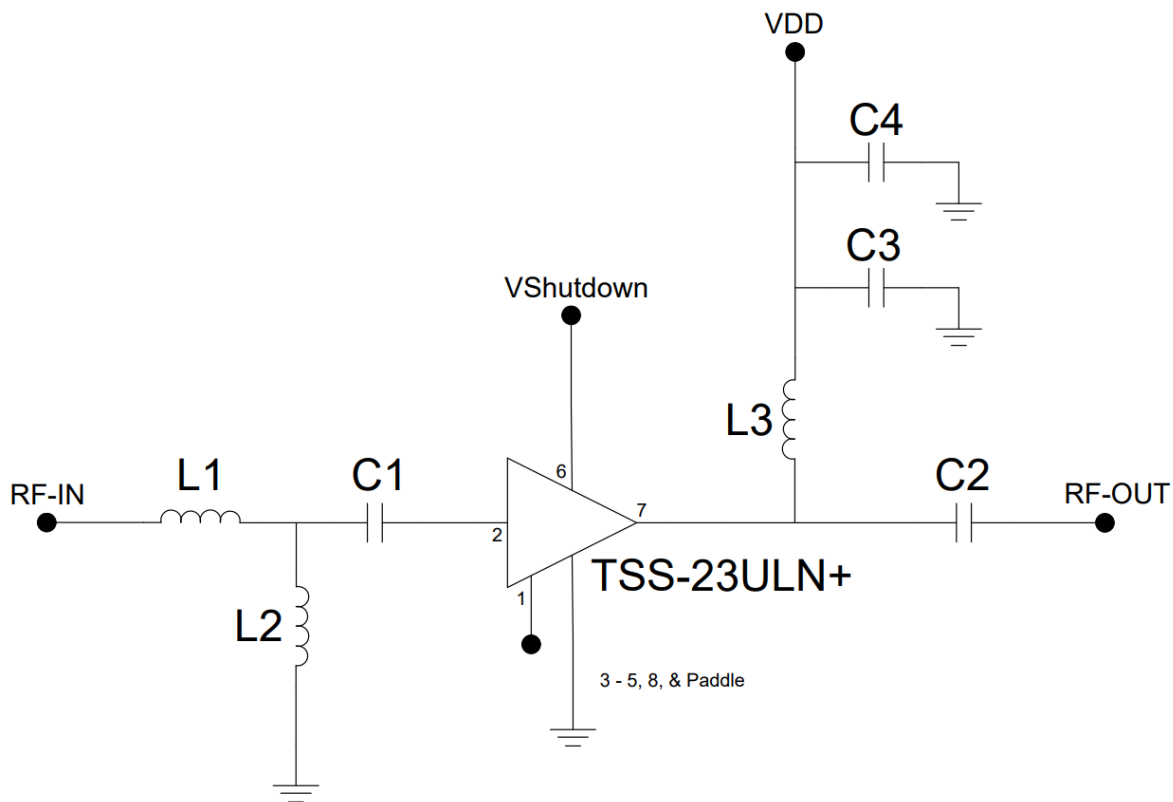 VDD
C4
C3
VShutdown
L3
L1
C1
C2
RF-IN
RF-OUT
6
7
2
TSS-23ULN+
1
L2
3 - 5, 8, & Paddle